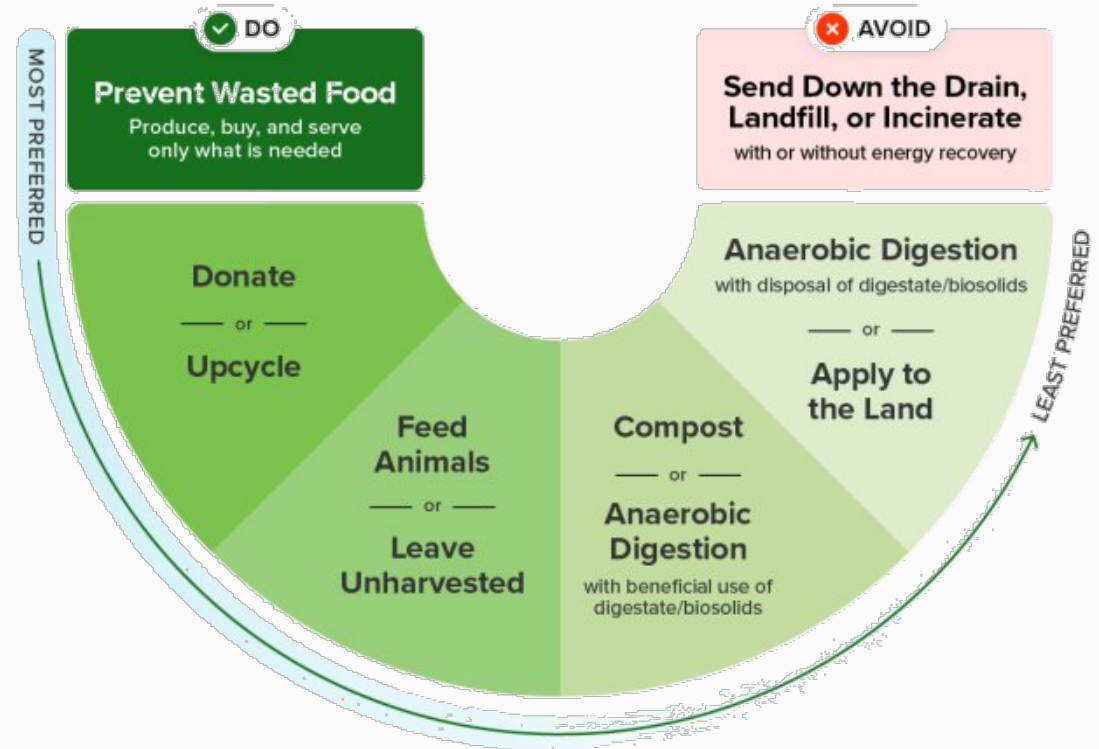 DO
AVOID
MOST PREFERRED
Prevent Wasted Food
Produce, buy, and serve
only what is needed
Send Down the Drain,
Landfill, or Incinerate
with or without energy recovery
Donate
or
Upcycle
Feed
Animals
or
Leave
Unharvested
Compost
or
Anaerobic
Digestion
with beneficial use of
digestate/biosolids
Anaerobic Digestion
with disposal of digestate/biosolids
or
Apply to
the Land
LEAST PREFERRED